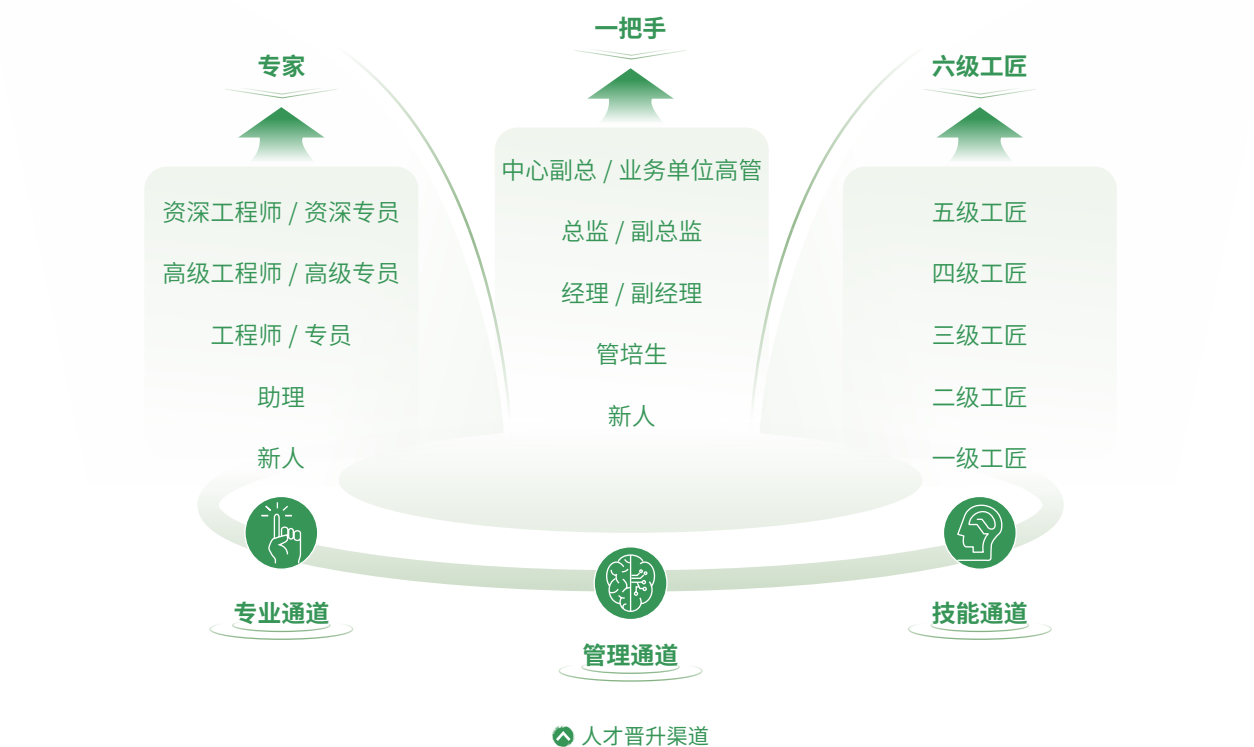 专家
资深工程师 / 资深专员
高级工程师 / 高级专员
工程师 / 专员
助理
新人
专业通道
一把手
中心副总 / 业务单位高管
总监 / 副总监
经理 / 副经理
管培生
新人
管理通道
六级工匠
五级工匠
四级工匠
三级工匠
二级工匠
一级工匠
技能通道
人才晋升渠道